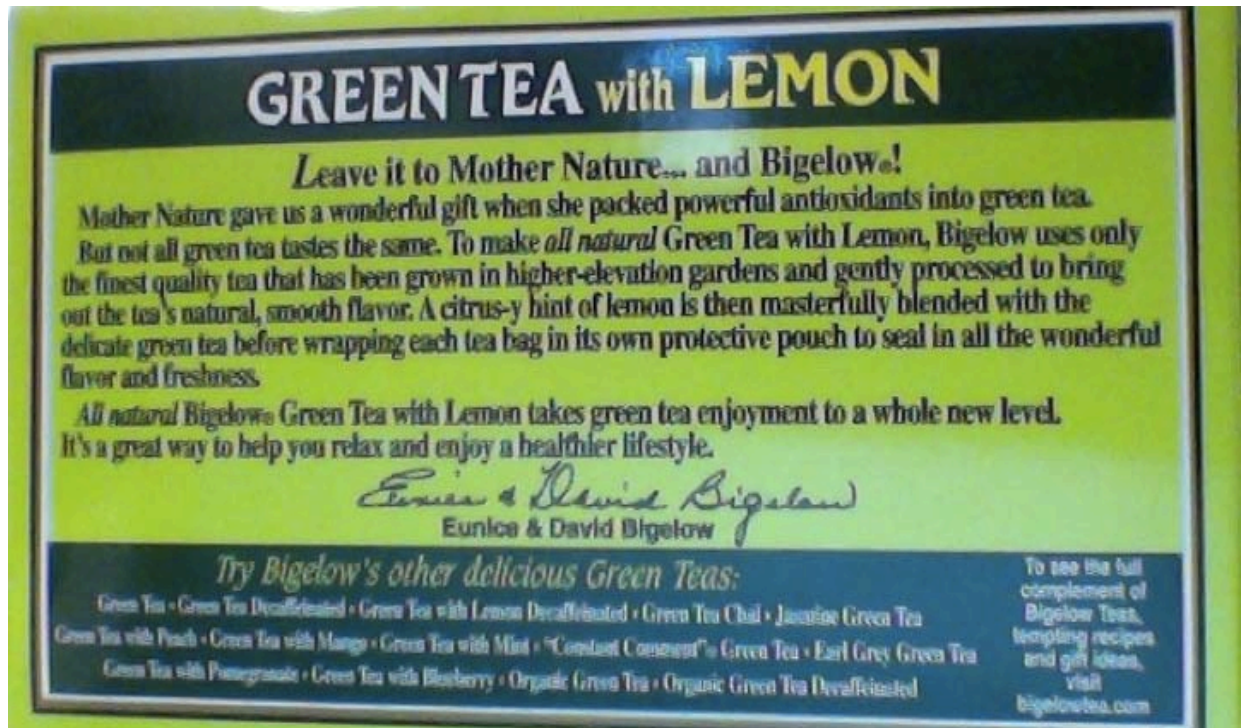 GREEN TEA with LEMON
Leave it to Mother Nature... and Bigelow®!
Mother Nature gave us a wonderful gift when she packed powerful antioxidants into green tea.
But not all green tea tastes the same. To make all natural Green Tea with Lemon, Bigelow uses only
the finest quality tea that has been grown in higher-elevation gardens and gently processed to bring
out the tea's natural, smooth flavor. A citrus-y hint of lemon is then masterfully blended with the
delicate green tea before wrapping each tea bag in its own protective pouch to seal in all the wonderful
flavor and freshness.
All natural Bigelow® Green Tea with Lemon takes green tea enjoyment to a whole new level.
It's a great way to help you relax and enjoy a healthier lifestyle.
Eunice & David Bigelow
Eunice & David Bigelow
Try Bigelow's other delicious Green Teas:
Green Tea • Green Tea Decaffeinated • Green Tea with Lemon Decaffeinated • Green Tea Chai • Jasmine Green Tea
Green Tea with Peach • Green Tea with Mango • Green Tea with Mint • "Constant Comment"® Green Tea • Earl Grey Green Tea
Green Tea with Pomegranate • Green Tea with Blueberry • Organic Green Tea • Organic Green Tea Decaffeinated
To see the full
complement of
Bigelow Teas,
tempting recipes
and gift ideas,
visit
bigelowtea.com